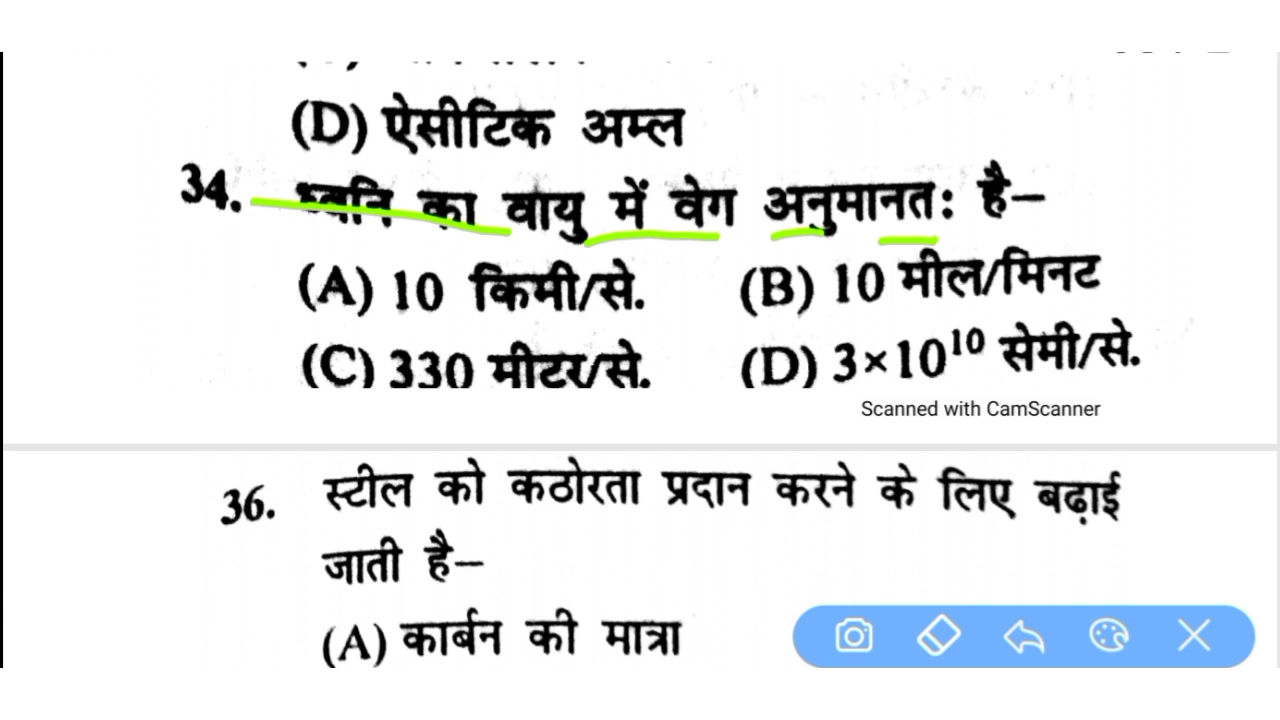 (D) ऐसीटिक अम्ल
34. ध्वनि का वायु में वेग अनुमानतः है–
(A) 10 किमी/से. (B) 10 मील/मिनट
(C) 330 मीटर/से. (D) 3×10¹⁰ सेमी/से.
Scanned with CamScanner
36. स्टील को कठोरता प्रदान करने के लिए बढ़ाई
जाती है–
(A) कार्बन की मात्रा